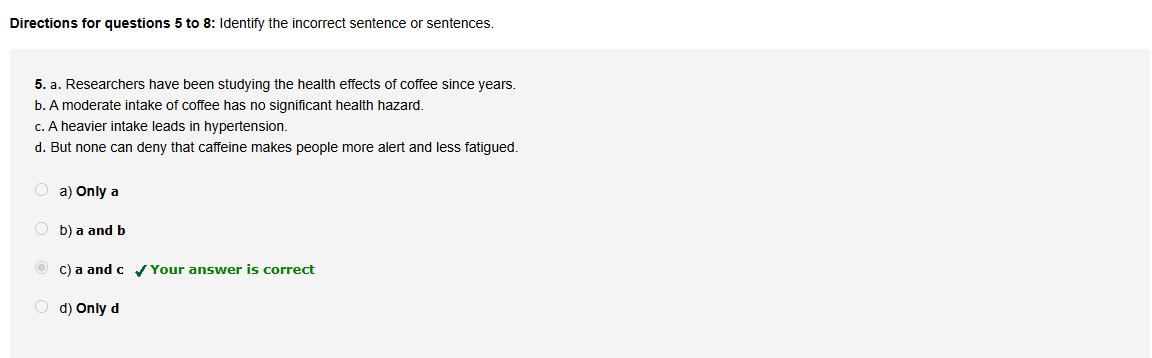 Directions for questions 5 to 8: Identify the incorrect sentence or sentences.
5. a. Researchers have been studying the health effects of coffee since years.
b. A moderate intake of coffee has no significant health hazard.
c. A heavier intake leads in hypertension.
d. But none can deny that caffeine makes people more alert and less fatigued.
a) Only a
b) a and b
c) a and c ✓Your answer is correct
d) Only d